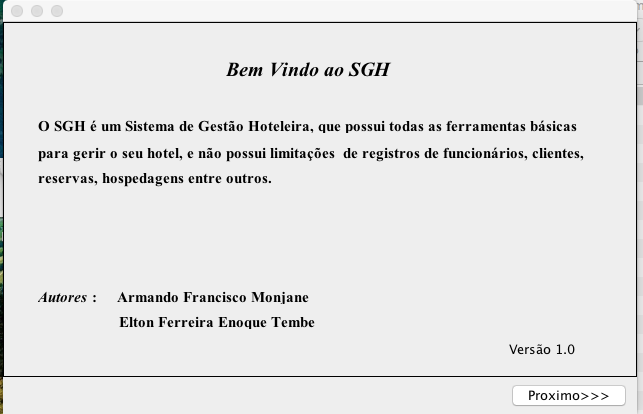 Bem Vindo ao SGH
O SGH é um Sistema de Gestão Hoteleira, que possui todas as ferramentas básicas
para gerir o seu hotel, e não possui limitações  de registros de funcionários, clientes,
reservas, hospedagens entre outros.
Autores :     Armando Francisco Monjane
Elton Ferreira Enoque Tembe
Versão 1.0
Proximo>>>